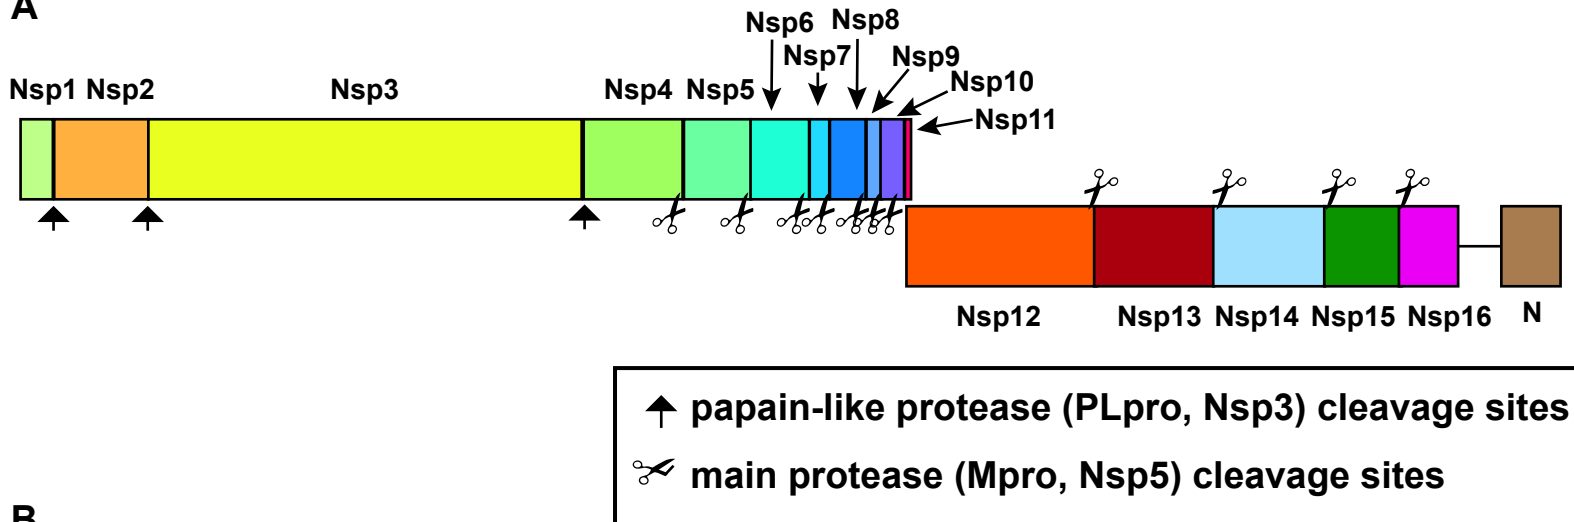 A
Nsp6 Nsp8
Nsp7 Nsp9
Nsp1 Nsp2 Nsp3 Nsp4 Nsp5 Nsp10
Nsp11
Nsp12 Nsp13 Nsp14 Nsp15 Nsp16 N
papain-like protease (PLpro, Nsp3) cleavage sites
main protease (Mpro, Nsp5) cleavage sites
B